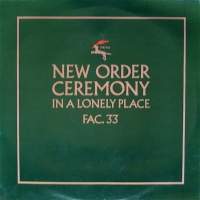 NEW ORDER
CEREMONY
IN A LONELY PLACE
FAC. 33